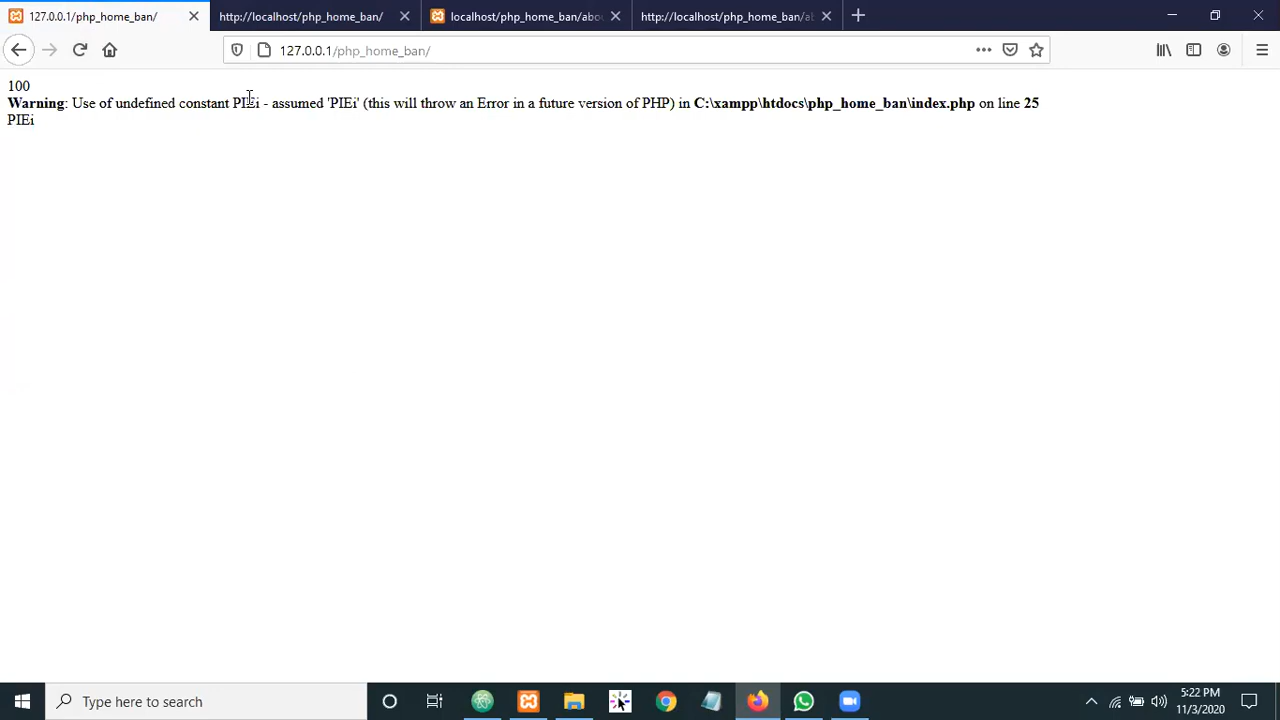 127.0.0.1/php_home_ban/
http://localhost/php_home_ban/
localhost/php_home_ban/abo
http://localhost/php_home_ban/a
127.0.0.1/php_home_ban/
100
Warning: Use of undefined constant PIEi - assumed 'PIEi' (this will throw an Error in a future version of PHP) in C:\xampp\htdocs\php_home_ban\index.php on line 25
PIEi
Type here to search
5:22 PM
11/3/2020